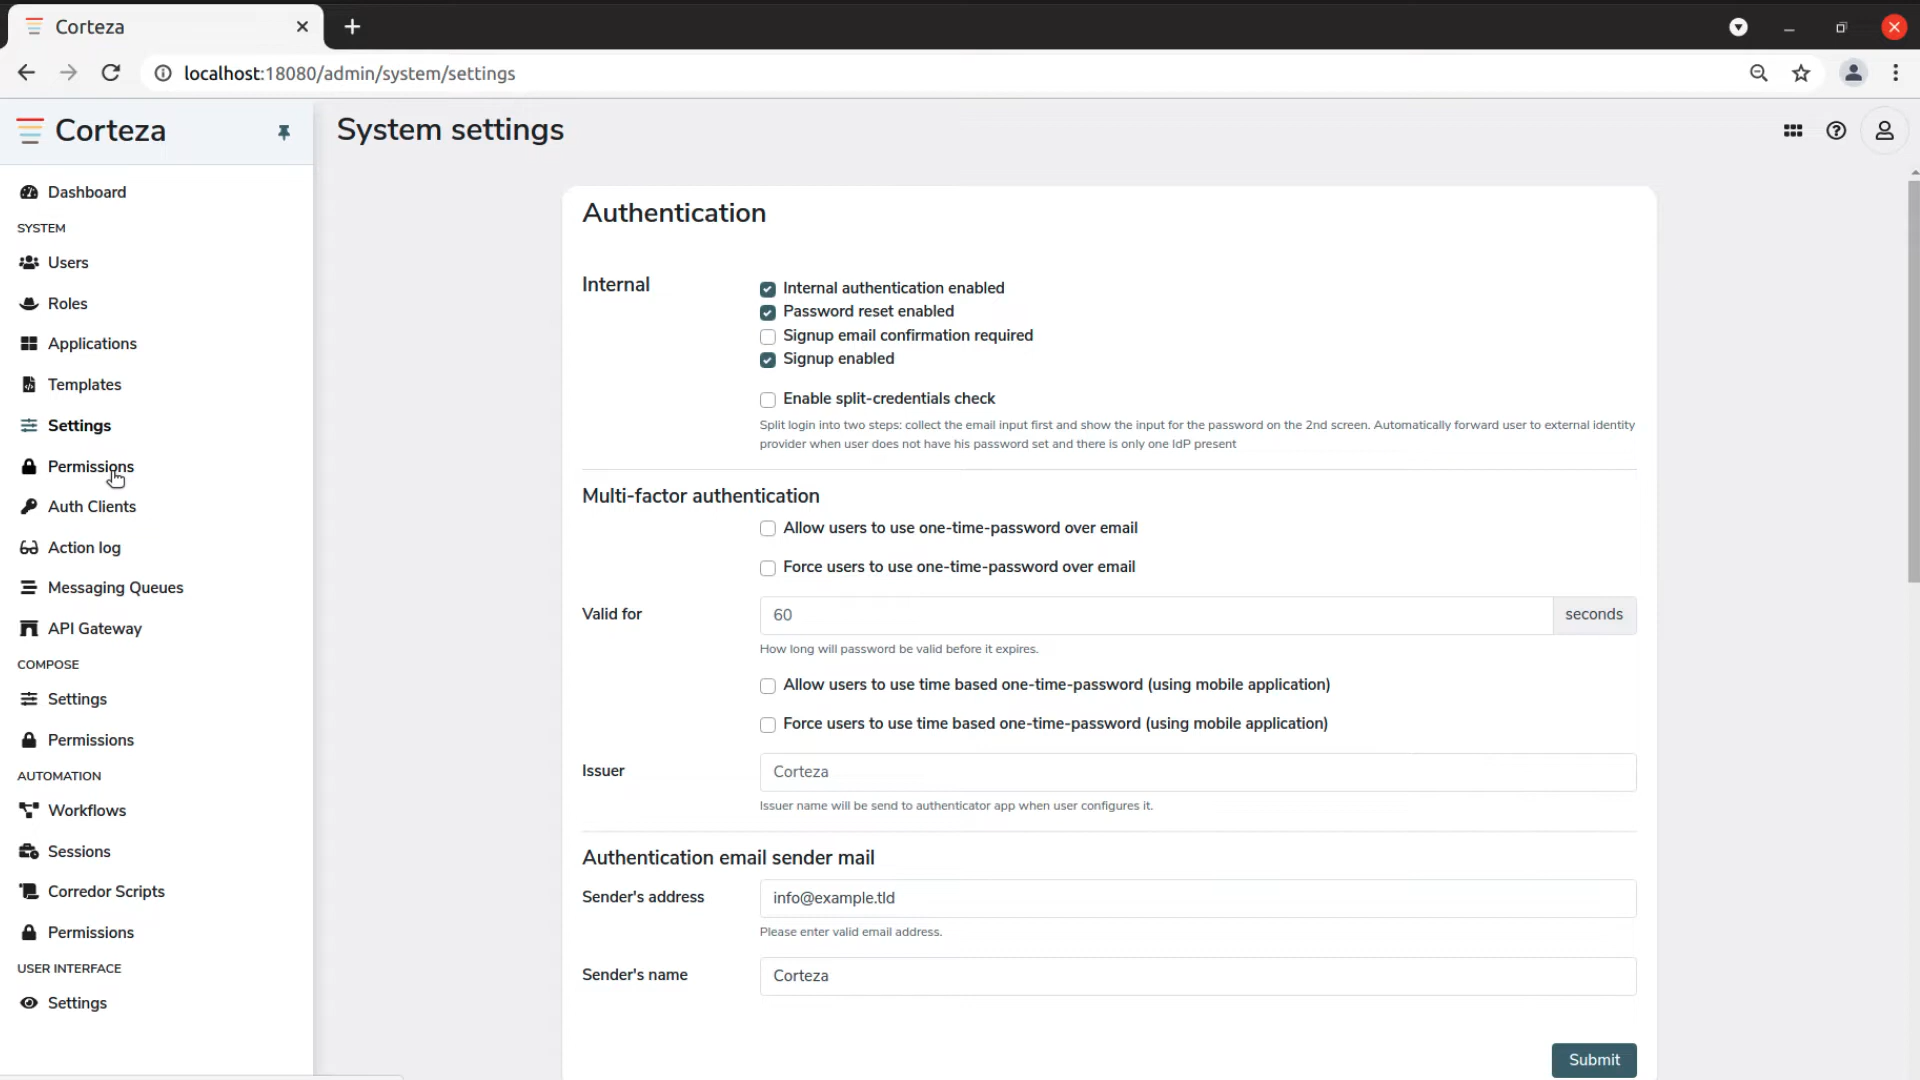 Corteza
localhost:18080/admin/system/settings
Corteza
System settings
Dashboard
SYSTEM
Users
Roles
Applications
Templates
Settings
Permissions
Auth Clients
Action log
Messaging Queues
API Gateway
COMPOSE
Settings
Permissions
AUTOMATION
Workflows
Sessions
Corredor Scripts
Permissions
USER INTERFACE
Settings
Authentication
Internal
Internal authentication enabled
Password reset enabled
Signup email confirmation required
Signup enabled
Enable split-credentials check
Split login into two steps: collect the email input first and show the input for the password on the 2nd screen. Automatically forward user to external identity
provider when user does not have his password set and there is only one IdP present
Multi-factor authentication
Allow users to use one-time-password over email
Force users to use one-time-password over email
Valid for
60
seconds
How long will password be valid before it expires.
Allow users to use time based one-time-password (using mobile application)
Force users to use time based one-time-password (using mobile application)
Issuer
Corteza
Issuer name will be send to authenticator app when user configures it.
Authentication email sender mail
Sender's address
info@example.tld
Please enter valid email address.
Sender's name
Corteza
Submit